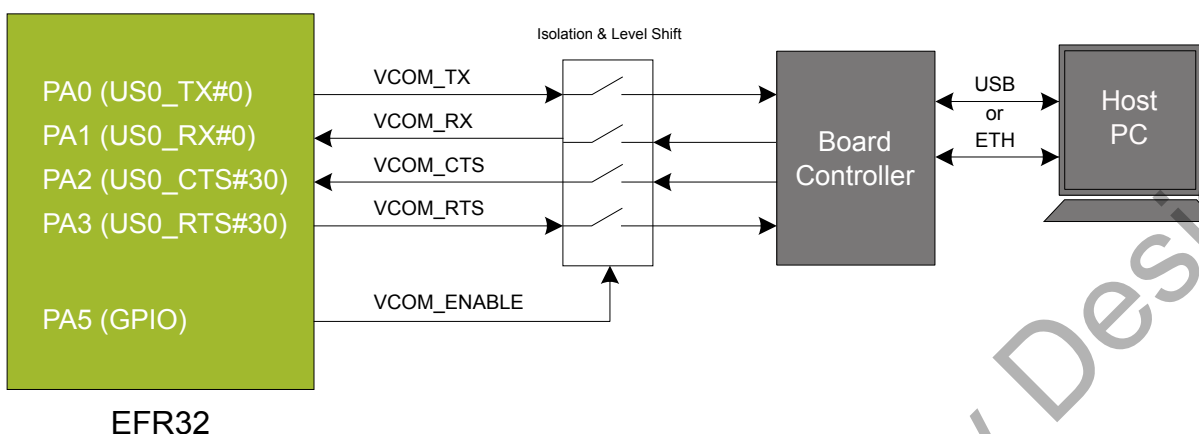 Isolation & Level Shift
PA0 (US0_TX#0)
VCOM_TX
PA1 (US0_RX#0)
VCOM_RX
PA2 (US0_CTS#30)
VCOM_CTS
PA3 (US0_RTS#30)
VCOM_RTS
PA5 (GPIO)
VCOM_ENABLE
Board
Controller
USB
or
ETH
Host
PC
EFR32